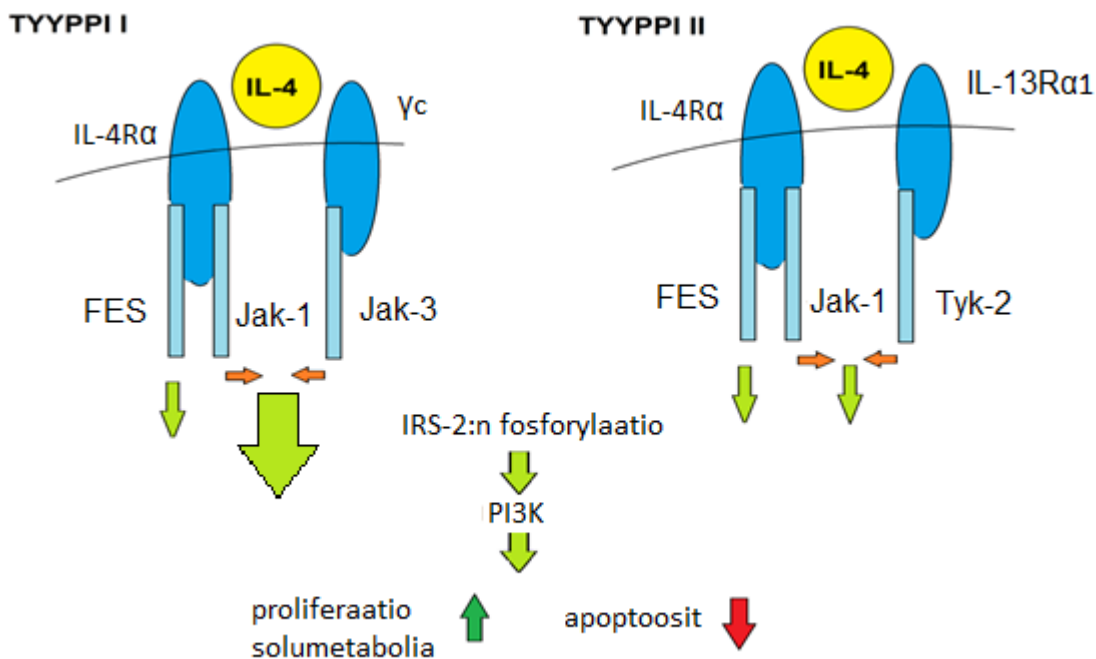 TYYPPI I
IL-4
IL-4Rα
γc
FES
Jak-1
Jak-3
TYYPPI II
IL-4
IL-4Rα
IL-13Rα1
FES
Jak-1
Tyk-2
IRS-2:n fosforylaatio
PI3K
proliferaatio
solumetabolia
apoptoosit